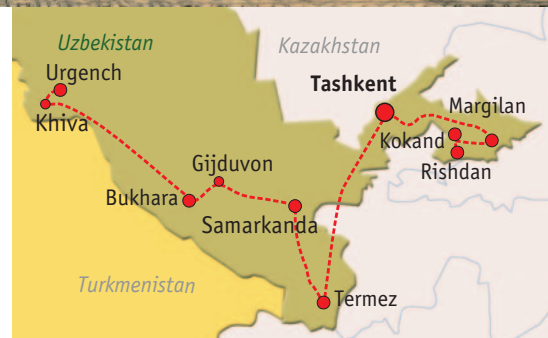 Uzbekistan
Kazakhstan
Urgench
Tashkent
Margilan
Khiva
Kokand
Gijduvon
Rishdan
Bukhara
Samarkanda
Turkmenistan
Termez